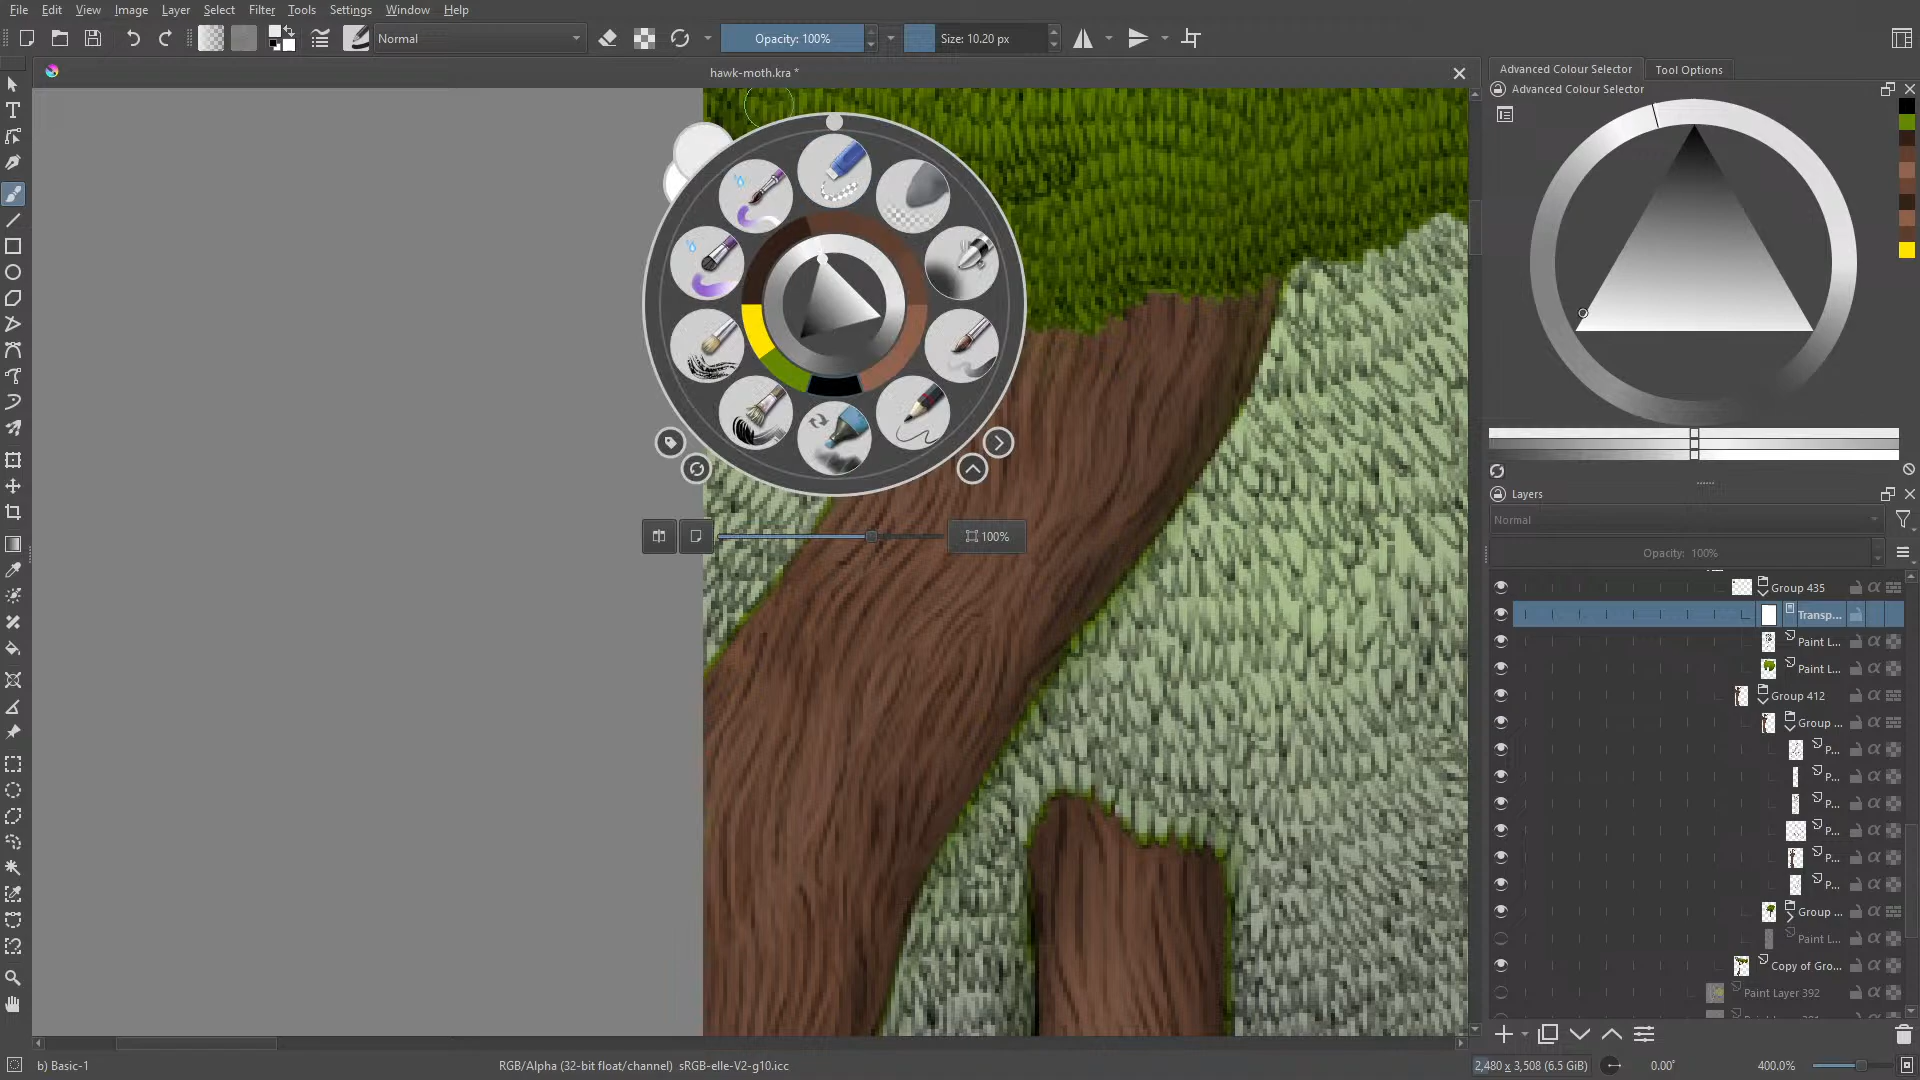 File Edit View Image Layer Select Filter Tools Settings Window Help
Normal
Opacity: 100%
Size: 10.20 px
hawk-moth.kra *
Advanced Colour Selector
Tool Options
Advanced Colour Selector
100%
Layers
Normal
Opacity: 100%
Group 435
Transp...
Paint L...
Paint L...
Group 412
Group ...
P...
P...
P...
P...
P...
P...
Group ...
Paint L...
Copy of Gro...
Paint Layer 392
b) Basic-1
RGB/Alpha (32-bit float/channel) sRGB-elle-V2-g10.icc
2,480 x 3,508 (6.5 GiB)
0.00°
400.0%